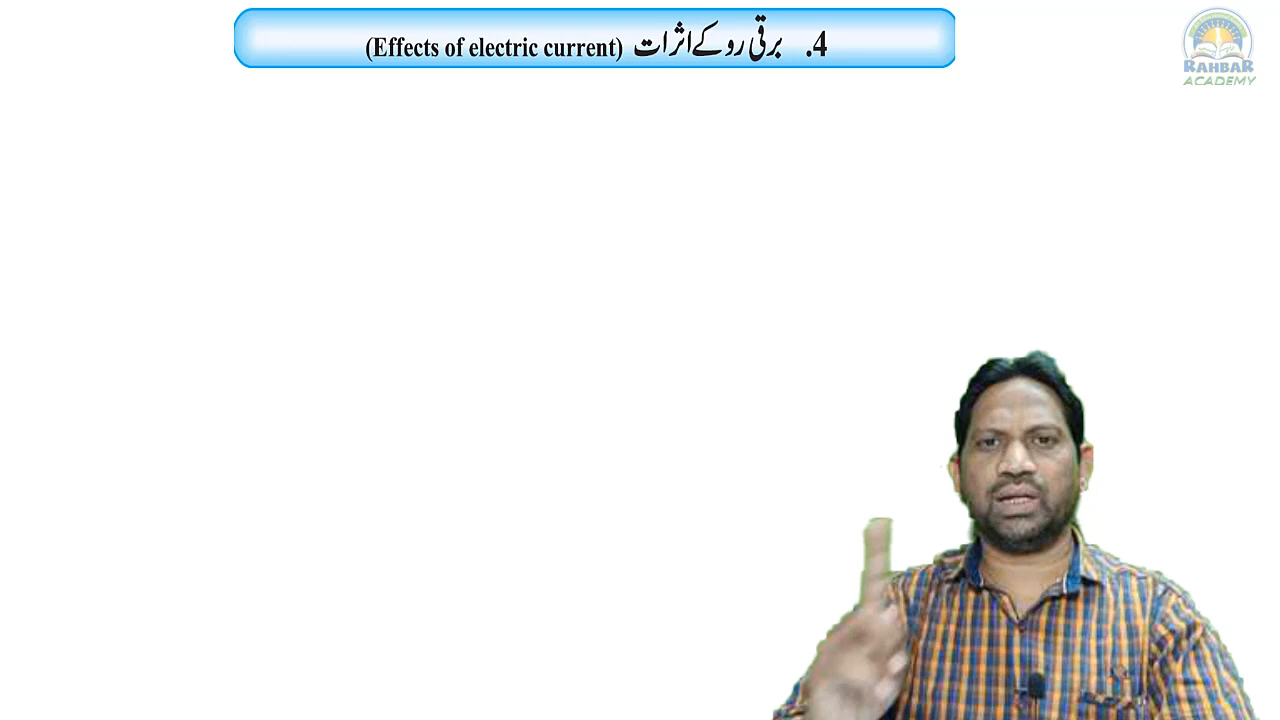 4. برقی رو کے اثرات (Effects of electric current)
RAHBAR
ACADEMY